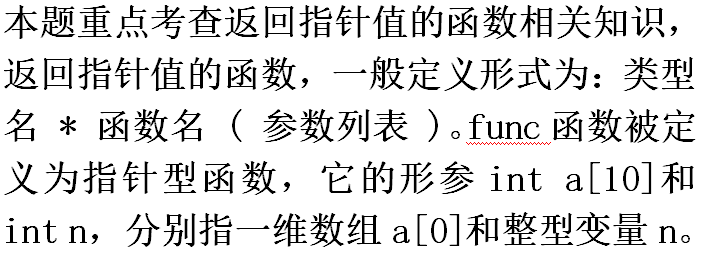 本题重点考查返回指针值的函数相关知识，
返回指针值的函数，一般定义形式为：类型
名 * 函数名 ( 参数列表 )。func 函数被定
义为指针型函数，它的形参 int a[10]和
int n，分别指一维数组 a[0]和整型变量 n。